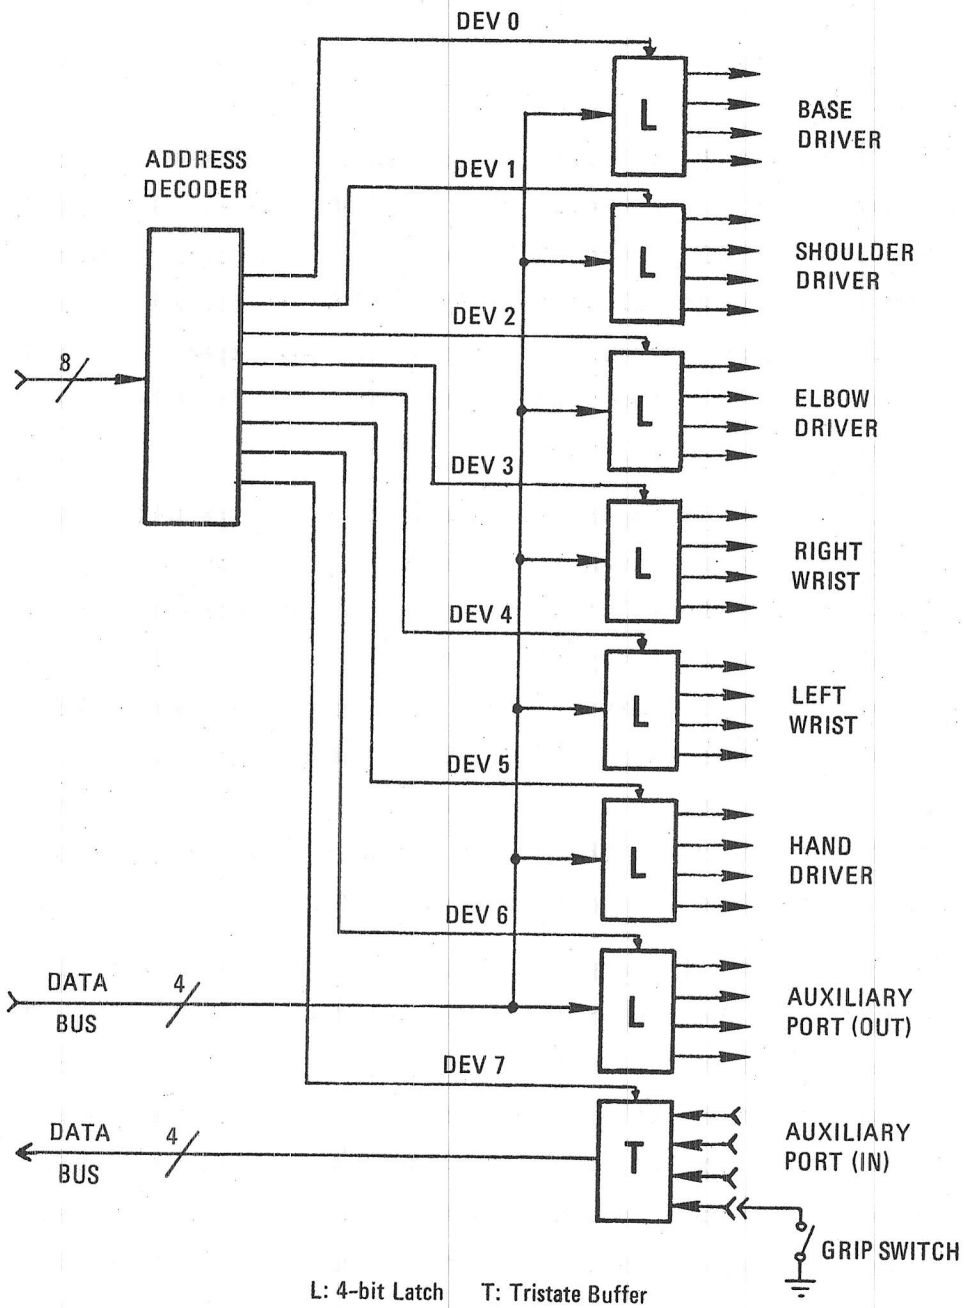 DEV 0
L
BASE
DRIVER
ADDRESS
DECODER
DEV 1
L
SHOULDER
DRIVER
DEV 2
8
L
ELBOW
DRIVER
DEV 3
L
RIGHT
WRIST
DEV 4
L
LEFT
WRIST
DEV 5
L
HAND
DRIVER
DEV 6
DATA
BUS
4
L
AUXILIARY
PORT (OUT)
DEV 7
DATA
BUS
4
T
AUXILIARY
PORT (IN)
GRIP SWITCH
L: 4-bit Latch T: Tristate Buffer